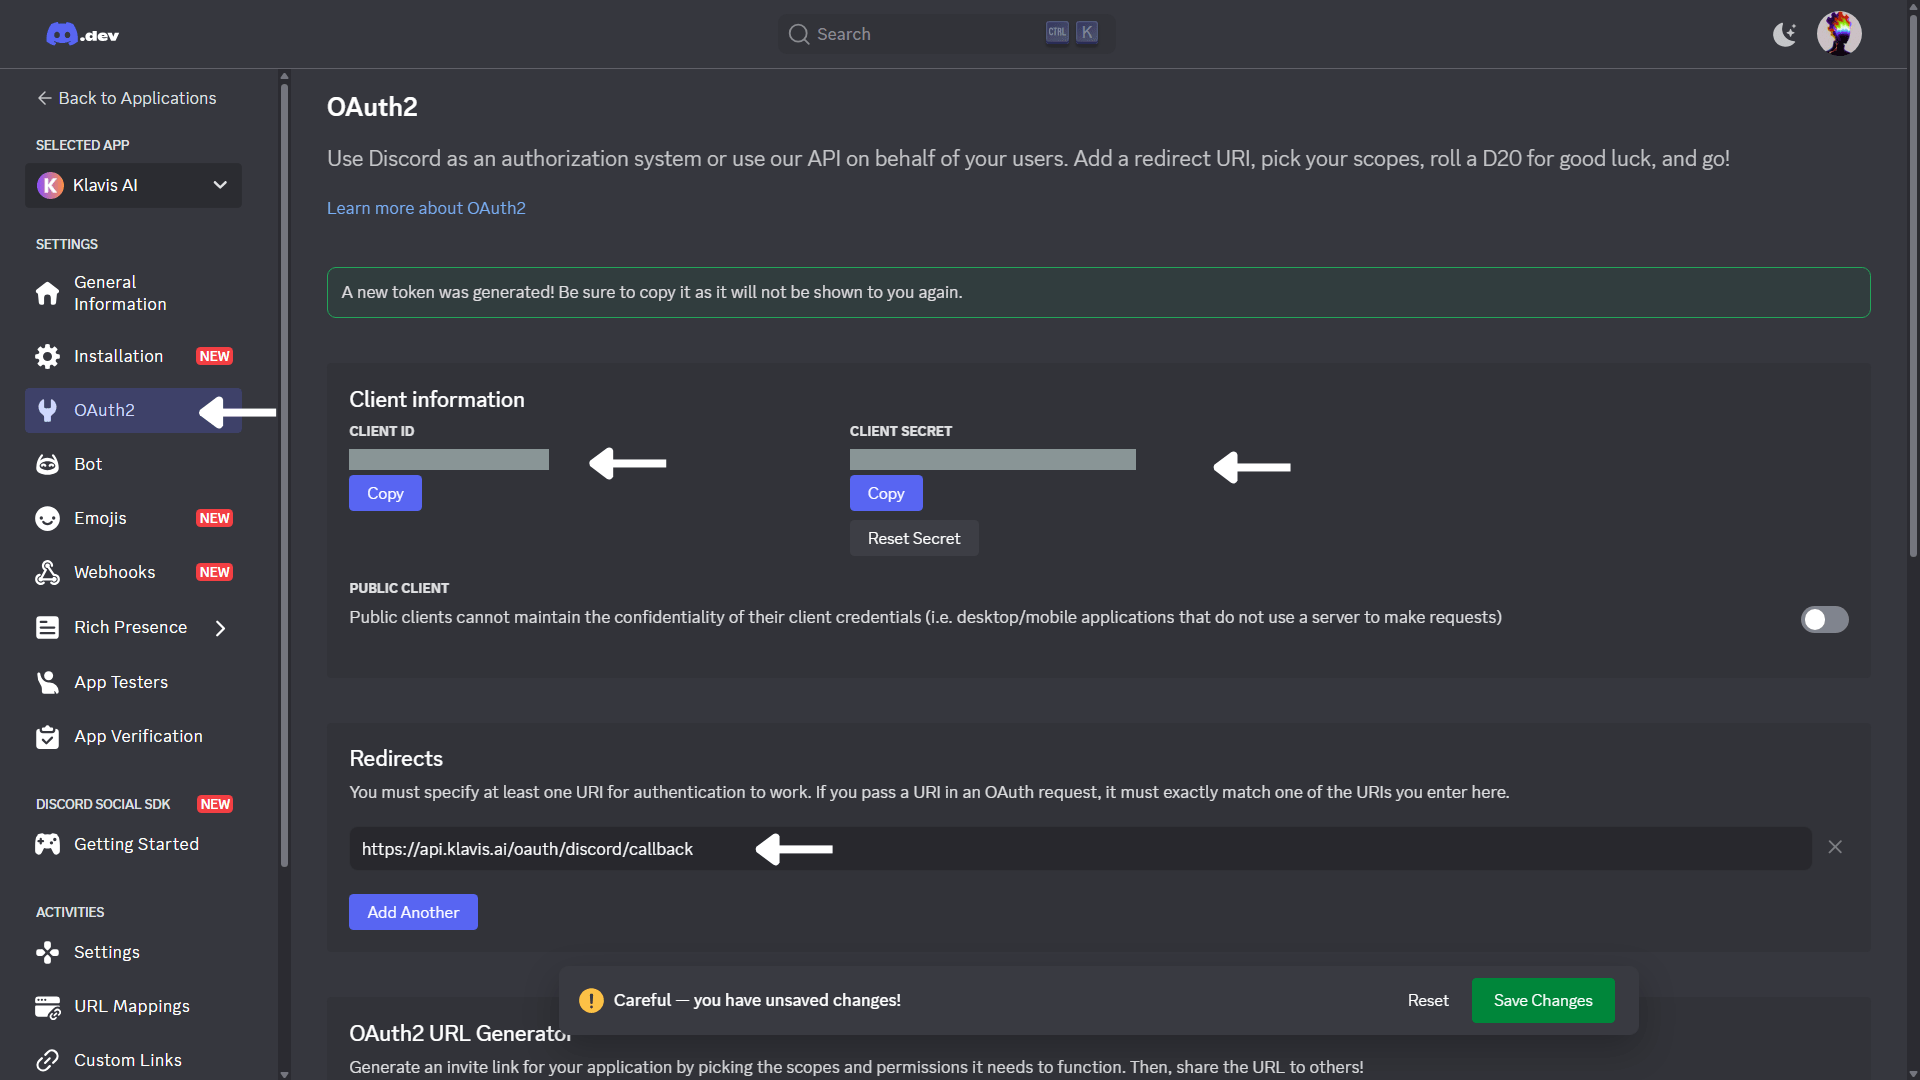 .dev
Search
CTRL K
Back to Applications
SELECTED APP
K Klavis AI
SETTINGS
General
Information
Installation NEW
OAuth2
Bot
Emojis NEW
Webhooks NEW
Rich Presence
App Testers
App Verification
DISCORD SOCIAL SDK NEW
Getting Started
ACTIVITIES
Settings
URL Mappings
Custom Links
OAuth2
Use Discord as an authorization system or use our API on behalf of your users. Add a redirect URI, pick your scopes, roll a D20 for good luck, and go!
Learn more about OAuth2
A new token was generated! Be sure to copy it as it will not be shown to you again.
Client information
CLIENT ID
Copy
CLIENT SECRET
Copy
Reset Secret
PUBLIC CLIENT
Public clients cannot maintain the confidentiality of their client credentials (i.e. desktop/mobile applications that do not use a server to make requests)
Redirects
You must specify at least one URI for authentication to work. If you pass a URI in an OAuth request, it must exactly match one of the URIs you enter here.
https://api.klavis.ai/oauth/discord/callback
Add Another
Careful — you have unsaved changes!
Reset
Save Changes
OAuth2 URL Generator
Generate an invite link for your application by picking the scopes and permissions it needs to function. Then, share the URL to others!